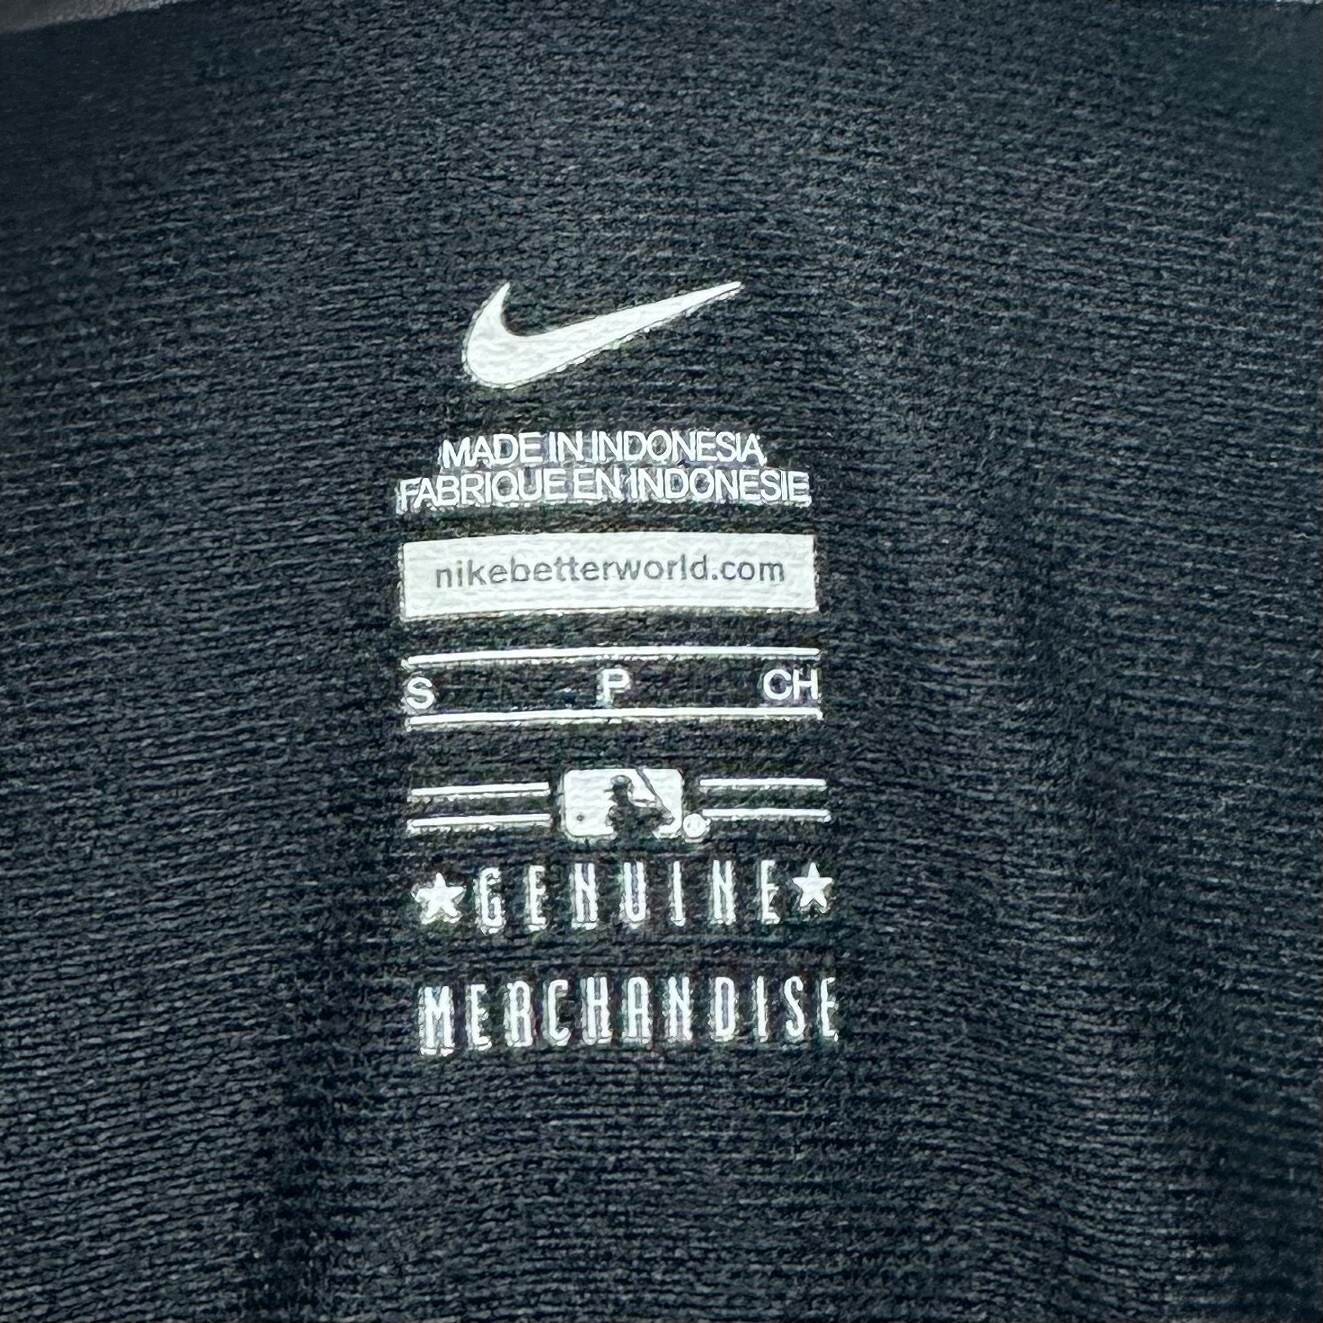 MADE IN INDONESIA
FABRIQUE EN INDONESIE
nikebetterworld.com
S P CH
GENUINE
MERCHANDISE